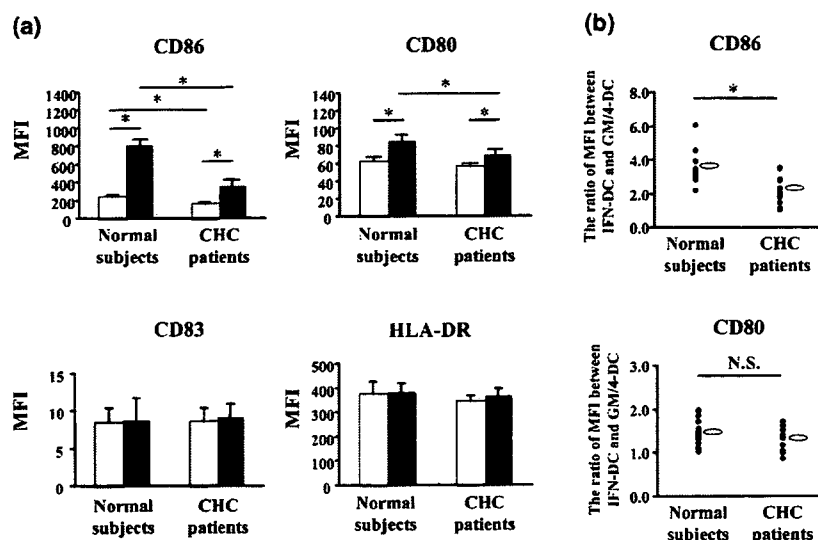 (a)
CD86
MFI
1400
1200
1000
800
600
400
200
0
*
*
*
*
Normal
subjects
CHC
patients
CD80
MFI
140
120
100
80
60
40
20
0
*
*
*
Normal
subjects
CHC
patients
CD83
MFI
15
10
5
0
Normal
subjects
CHC
patients
HLA-DR
MFI
500
400
300
200
100
0
Normal
subjects
CHC
patients
(b)
CD86
The ratio of MFI between
IFN-DC and GM/4-DC
8.0
6.0
4.0
2.0
0.0
*
Normal
subjects
CHC
patients
CD80
The ratio of MFI between
IFN-DC and GM/4-DC
3.0
2.0
1.0
0.0
N.S.
Normal
subjects
CHC
patients